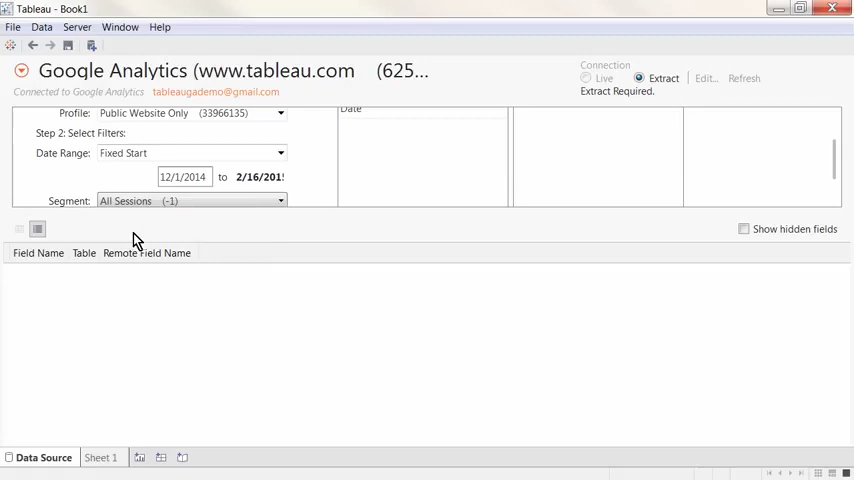 Tableau - Book1
File Data Server Window Help
Google Analytics (www.tableau.com (625...
Connection
Live Extract Edit... Refresh
Connected to Google Analytics tableaugademo@gmail.com
Extract Required.
Profile: Public Website Only (33966135)
Date
Step 2: Select Filters:
Date Range: Fixed Start
12/1/2014 to 2/16/2015
Segment: All Sessions (-1)
Show hidden fields
Field Name Table Remote Field Name
Data Source Sheet 1